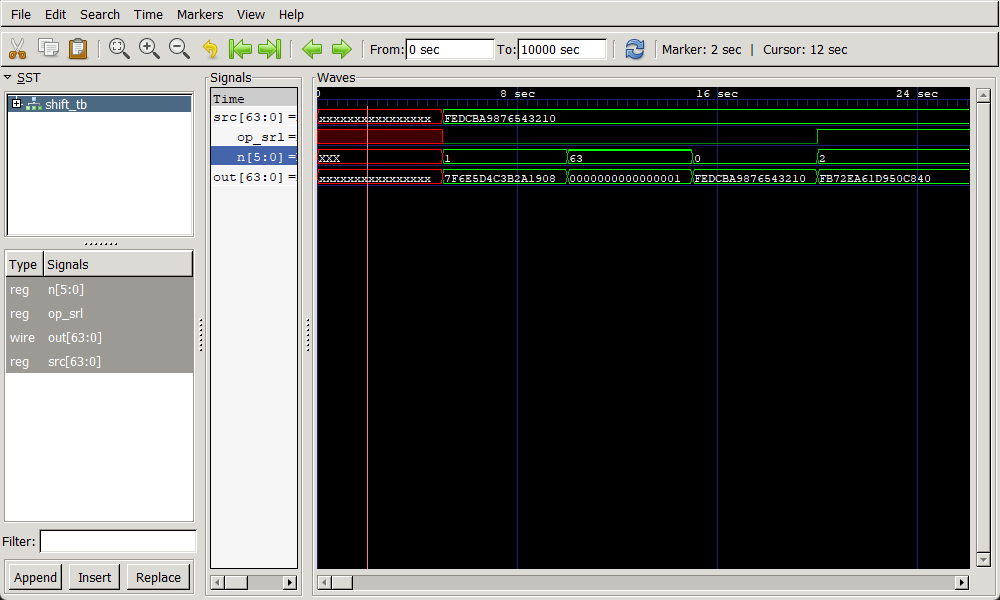 File Edit Search Time Markers View Help
From: 0 sec To: 10000 sec Marker: 2 sec | Cursor: 12 sec
SST
shift_tb
Type Signals
reg n[5:0]
reg op_srl
wire out[63:0]
reg src[63:0]
Filter:
Append Insert Replace
Signals
Time
src[63:0] =
op_srl =
n[5:0] =
out[63:0] =
Waves
0 8 sec 16 sec 24 sec
xxxxxxxxxxxxxxxx FEDCBA9876543210
XXX 1 63 0 2
xxxxxxxxxxxxxxxx 7F6E5D4C3B2A1908 0000000000000001 FEDCBA9876543210 FB72EA61D950C840